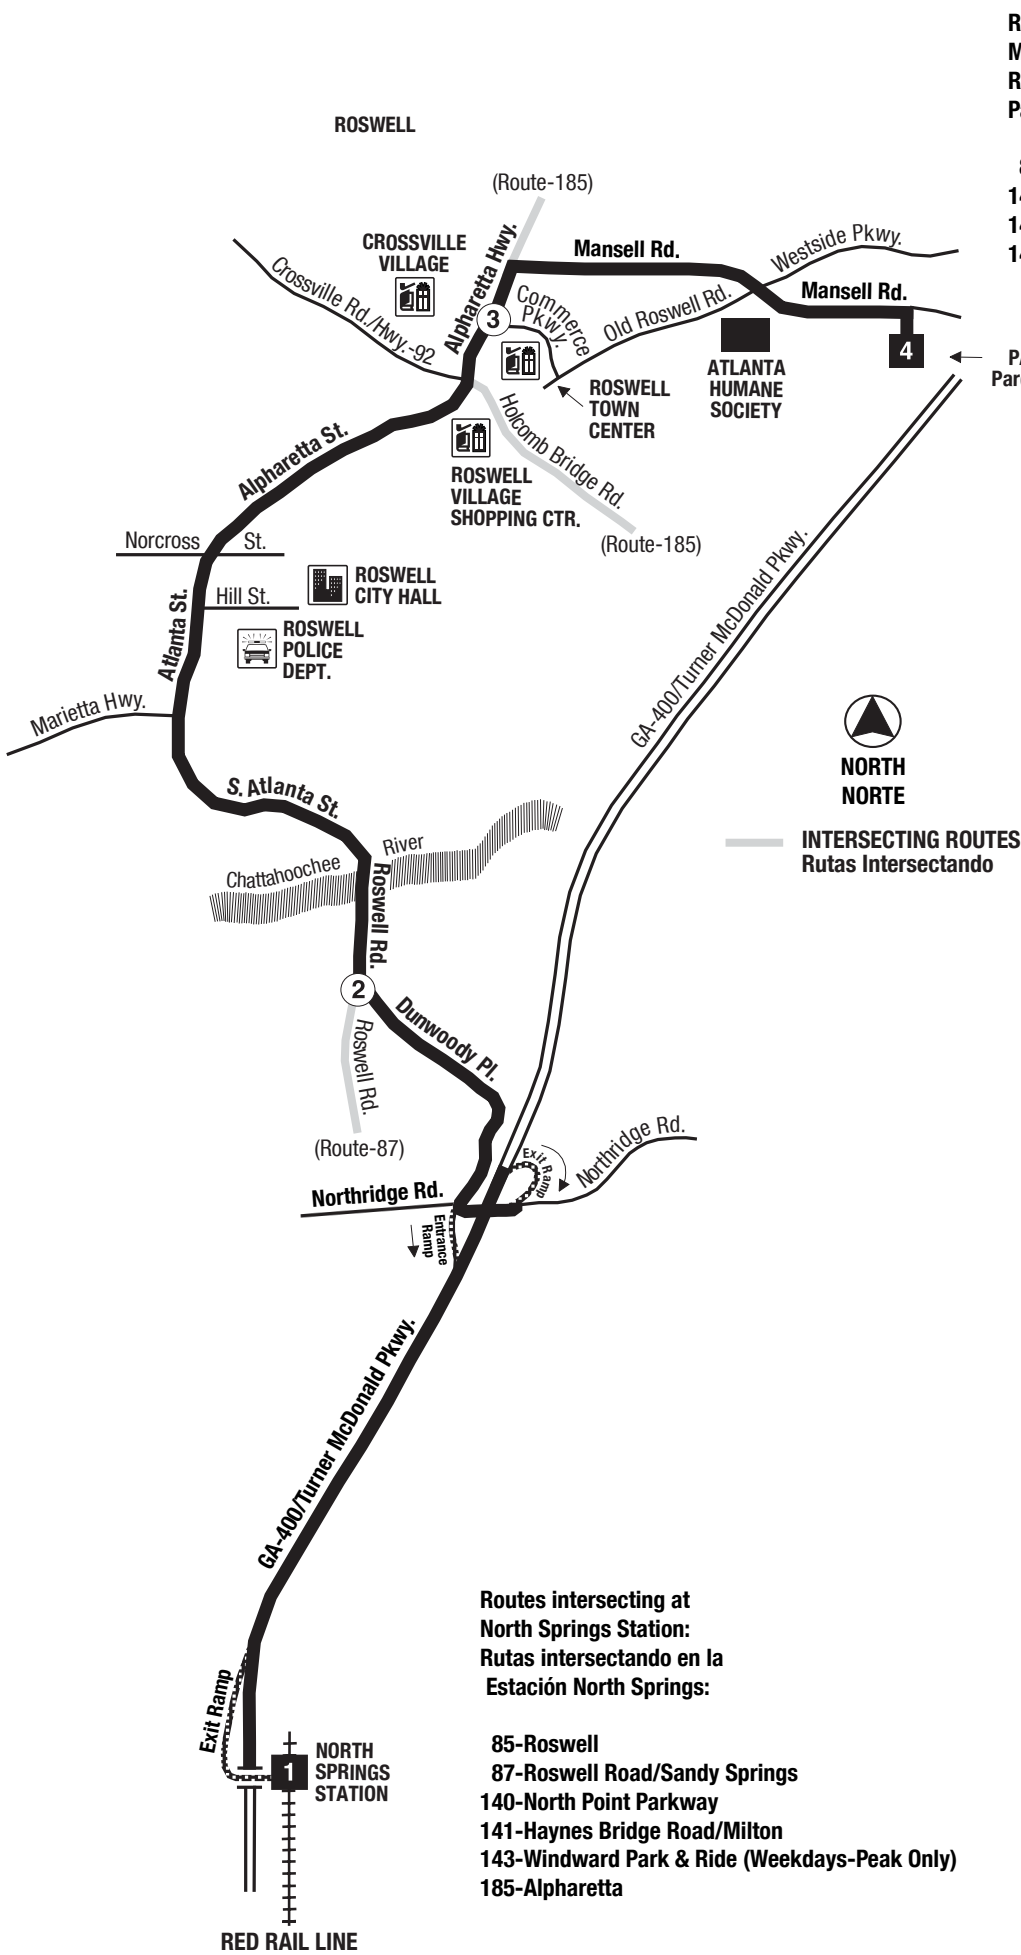 ROSWELL
(Route-185)
CROSSVILLE
VILLAGE
Alpharetta Hwy.
Mansell Rd.
Westside Pkwy.
Crossville Rd./Hwy.-92
3
Commerce
Pkwy.
Old Roswell Rd.
Mansell Rd.
4
ATLANTA
HUMANE
SOCIETY
ROSWELL
TOWN
CENTER
Alpharetta St.
Holcomb Bridge Rd.
ROSWELL
VILLAGE
SHOPPING CTR.
(Route-185)
Norcross St.
ROSWELL
CITY HALL
Hill St.
Atlanta St.
ROSWELL
POLICE
DEPT.
GA-400/Turner McDonald Pkwy.
Marietta Hwy.
NORTH
NORTE
S. Atlanta St.
INTERSECTING ROUTES
Rutas Intersectando
Chattahoochee River
Roswell Rd.
2
Dunwoody Pl.
Roswell Rd.
(Route-87)
Northridge Rd.
Exit Ramp
Northridge Rd.
Entrance
Ramp
GA-400/Turner McDonald Pkwy.
Routes intersecting at
North Springs Station:
Rutas intersectando en la
Estación North Springs:
85-Roswell
87-Roswell Road/Sandy Springs
140-North Point Parkway
141-Haynes Bridge Road/Milton
143-Windward Park & Ride (Weekdays-Peak Only)
185-Alpharetta
Exit Ramp
1
NORTH
SPRINGS
STATION
RED RAIL LINE